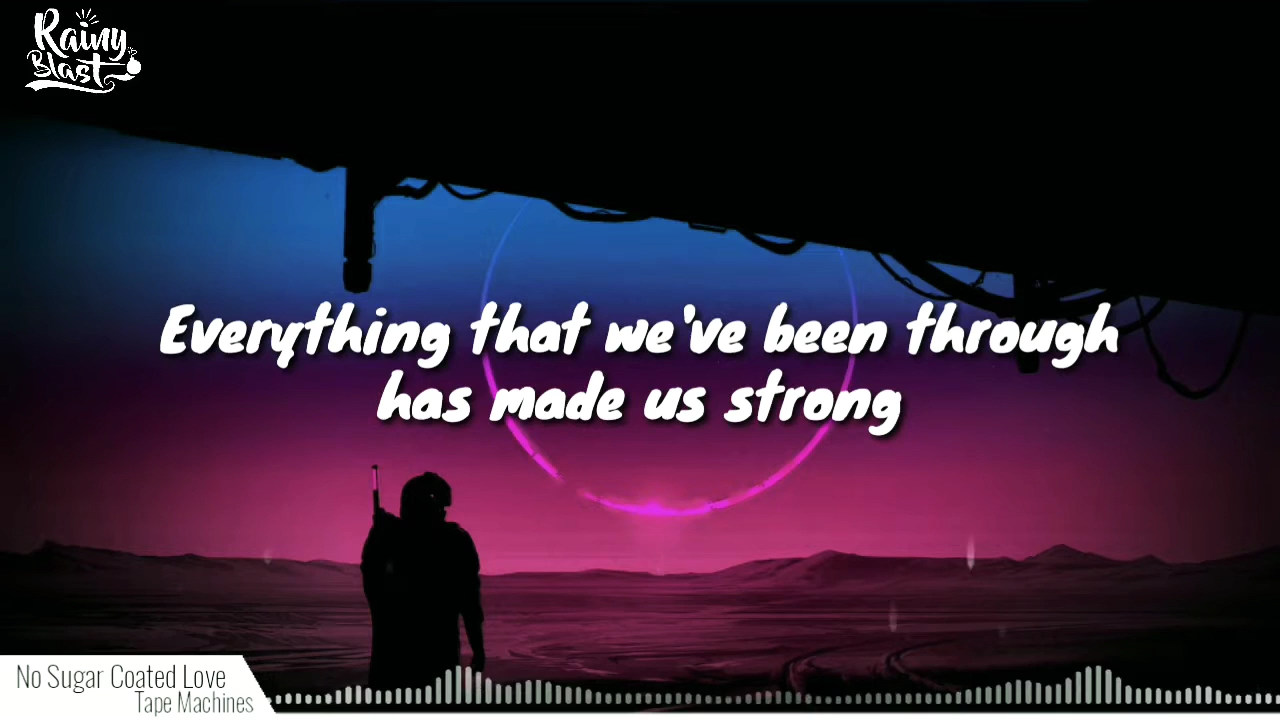 Rainy
Blast
Everything that we've been through
has made us strong
No Sugar Coated Love
Tape Machines